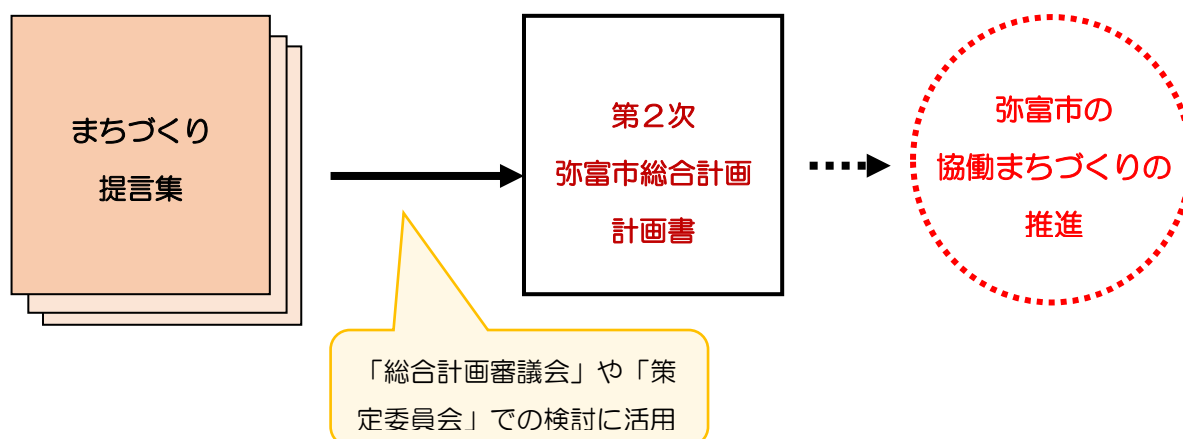 まちづくり
提言集
第２次
弥富市総合計画
計画書
弥富市の
協働まちづくりの
推進
「総合計画審議会」や「策
定委員会」での検討に活用